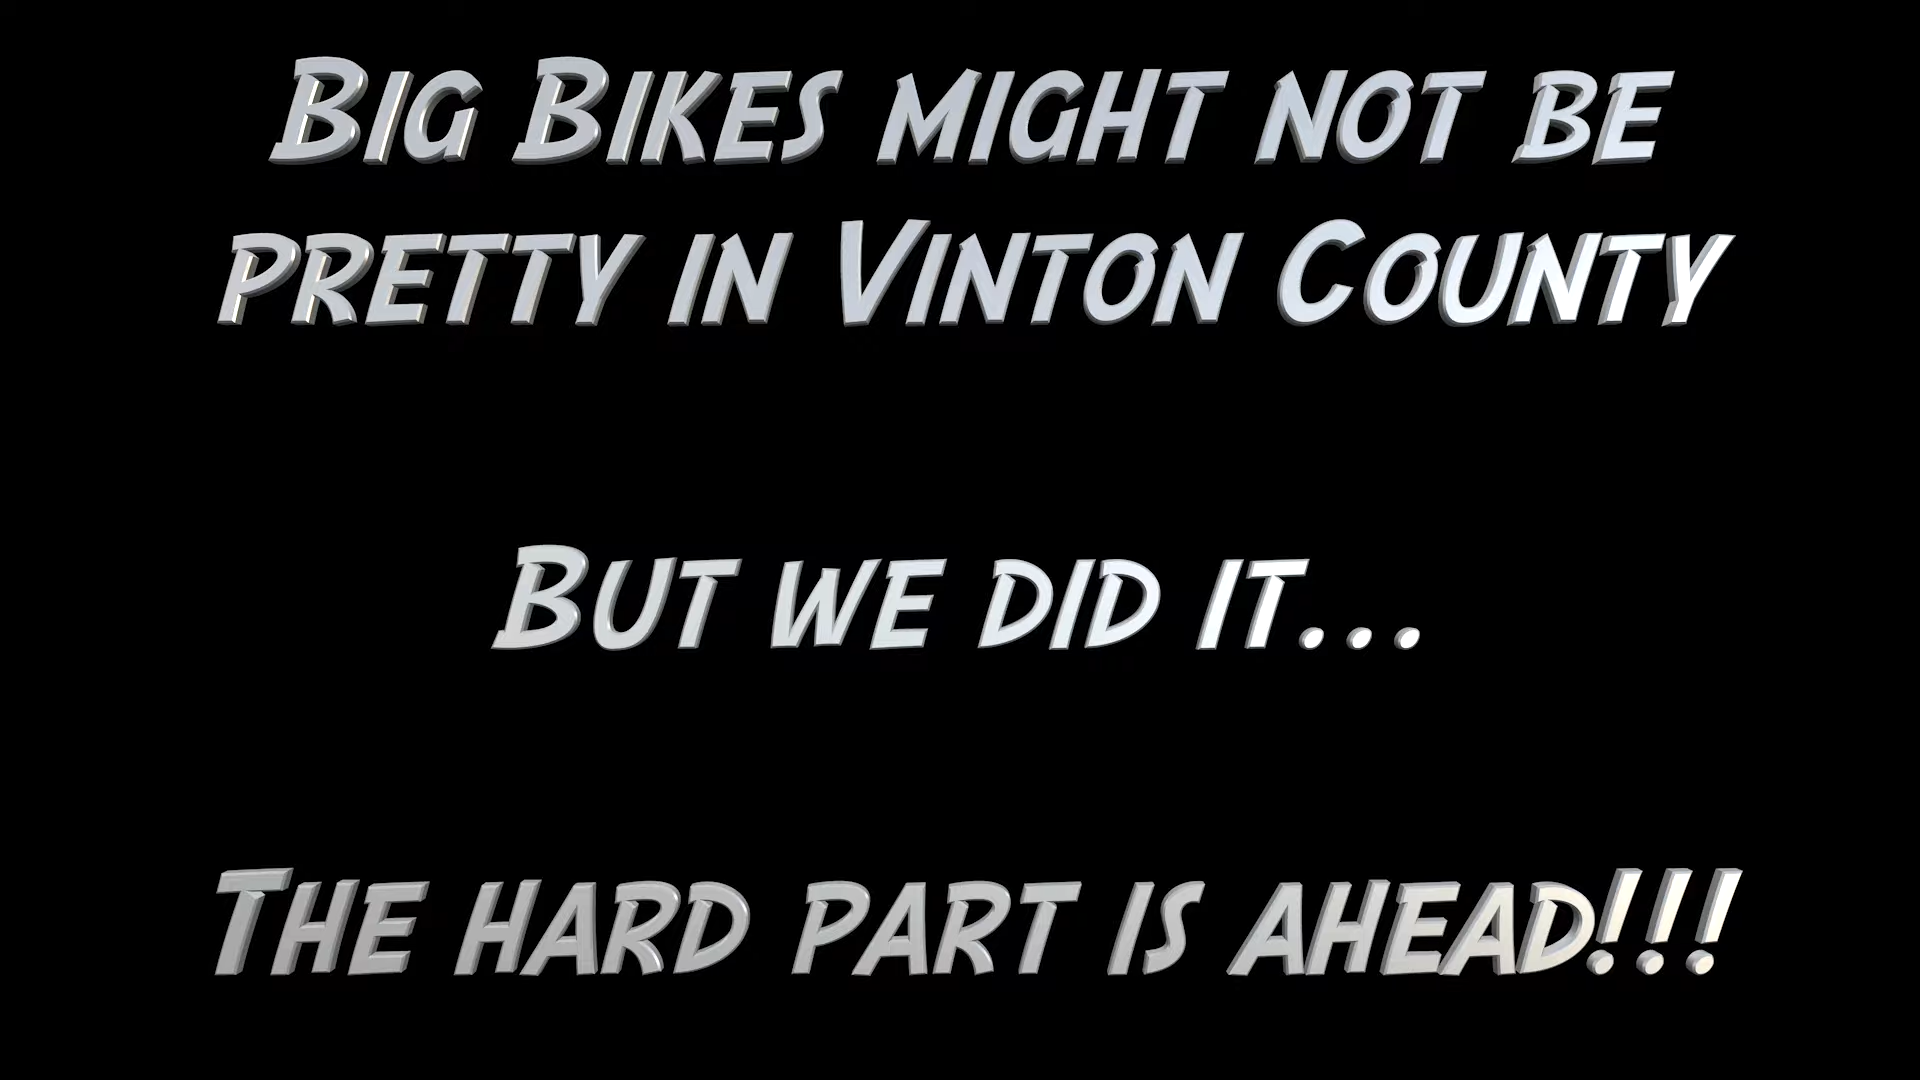 Big Bikes might not be
pretty in Vinton County
But we did it...
The hard part is ahead!!!